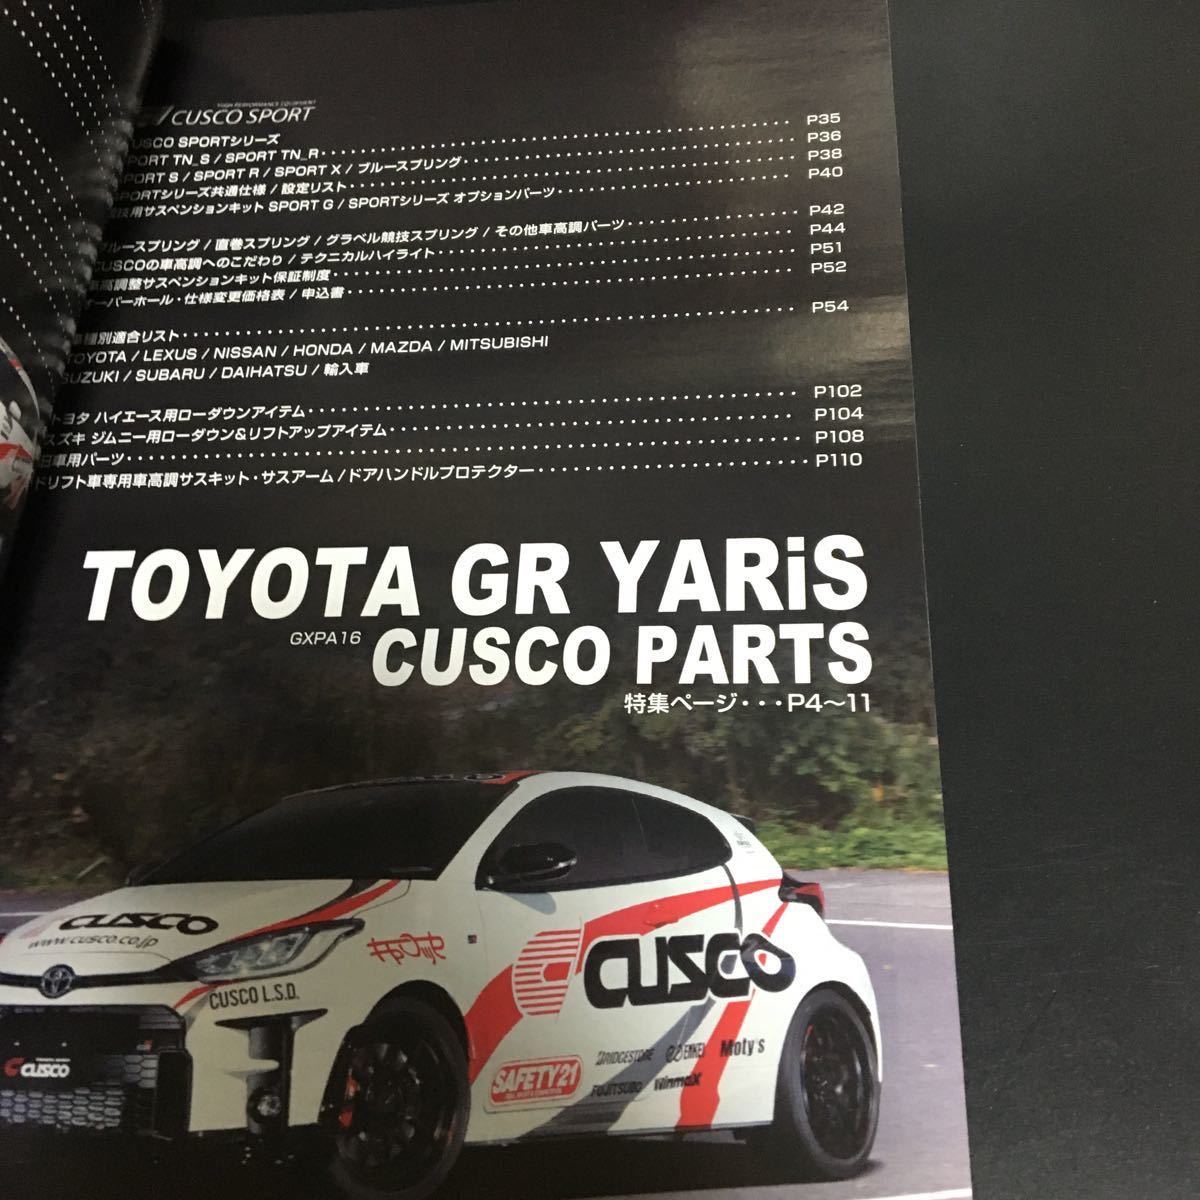 HIGH PERFORMANCE EQUIPMENT
CUSCO SPORT
CUSCO SPORTシリーズ P35
SPORT TN_S / SPORT TN_R P36
SPORT S / SPORT R / SPORT X / ブルースプリング P38
SPORTシリーズ共通仕様 / 設定リスト P40
競技用サスペンションキット SPORT G / SPORTシリーズ オプションパーツ P42
ブルースプリング / 直巻スプリング / グラベル競技スプリング / その他車高調パーツ P44
CUSCOの車高調へのこだわり / テクニカルハイライト P51
車高調整サスペンションキット保証制度 P52
オーバーホール・仕様変更価格表 / 申込書
車種別適合リスト P54
TOYOTA / LEXUS / NISSAN / HONDA / MAZDA / MITSUBISHI
SUZUKI / SUBARU / DAIHATSU / 輸入車
トヨタ ハイエース用ローダウンアイテム P102
スズキ ジムニー用ローダウン&リフトアップアイテム P104
旧車用パーツ P108
ドリフト車専用車高調サスキット・サスアーム / ドアハンドルプロテクター P110
TOYOTA GR YARiS
GXPA16
CUSCO PARTS
特集ページ・・・P4〜11
CUSCO
www.cusco.co.jp
CUSCO L.S.D.
CUSCO
CUSCO
SAFETY21
BRIDGESTONE
ENKEI
Moty's
FUJITSUBO
Winmax